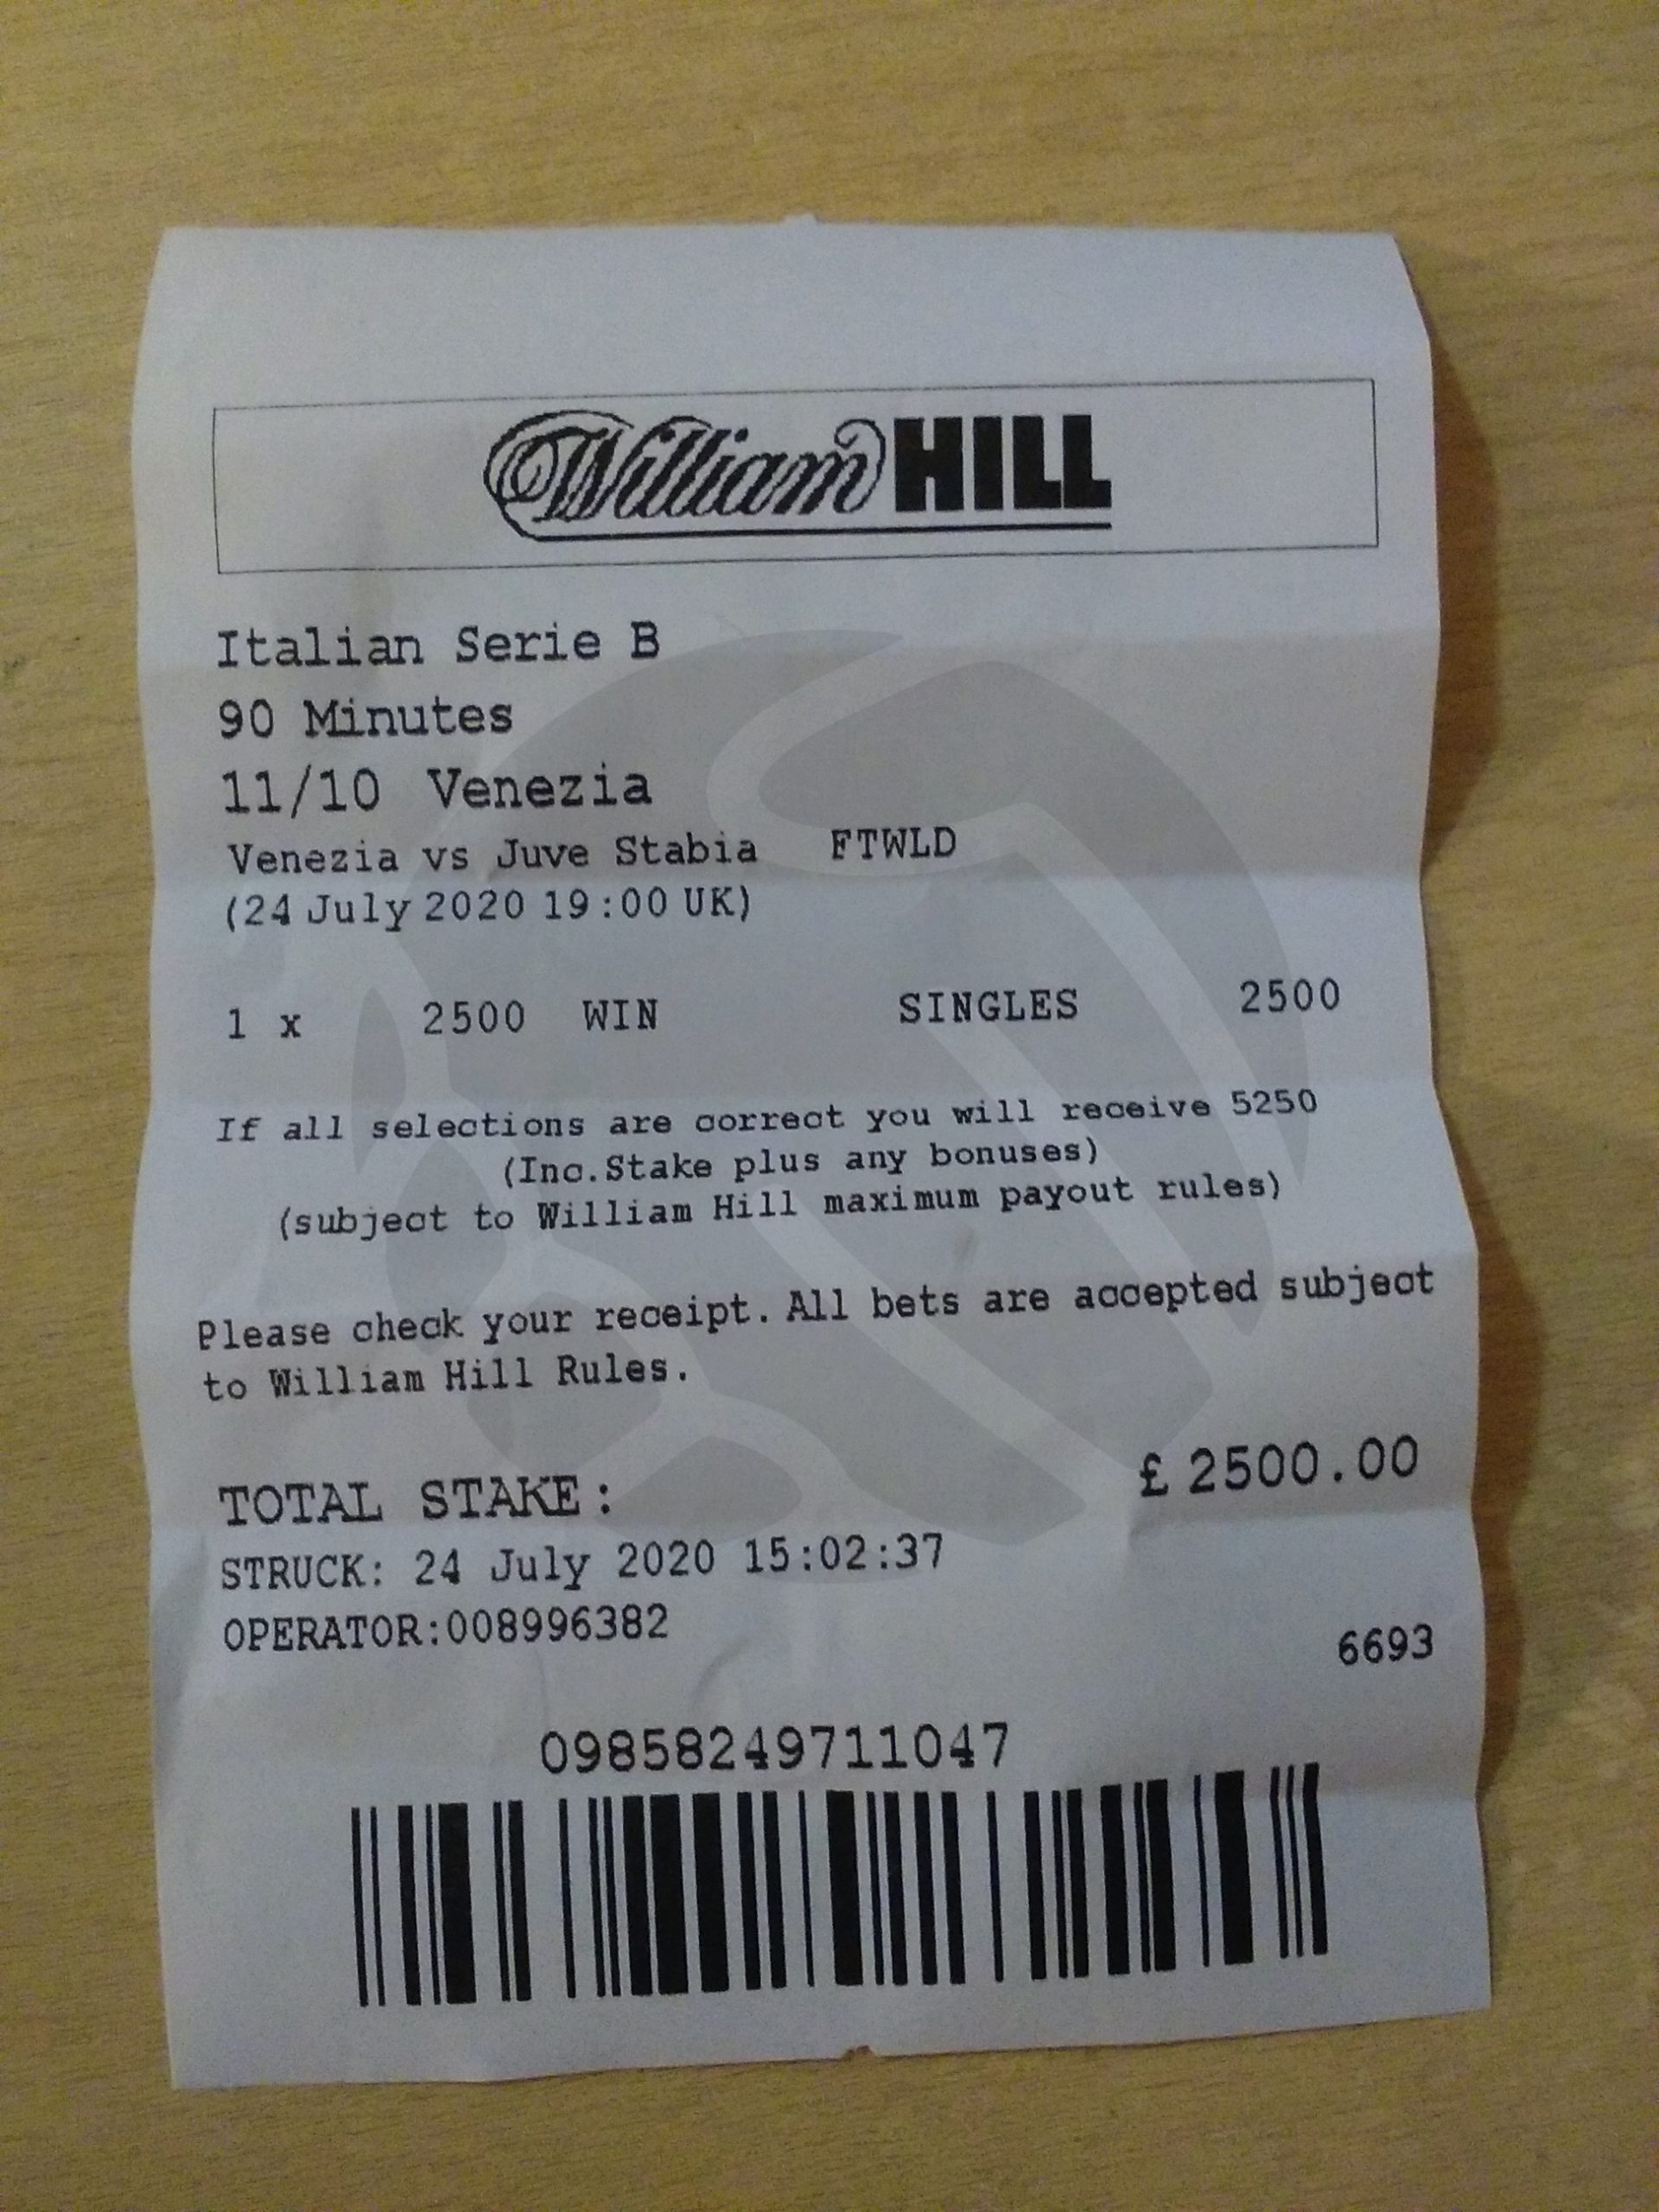 William HILL
Italian Serie B
90 Minutes
11/10 Venezia
Venezia vs Juve Stabia FTWLD
(24 July 2020 19:00 UK)
1 x 2500 WIN SINGLES 2500
If all selections are correct you will receive 5250
(Inc.Stake plus any bonuses)
(subject to William Hill maximum payout rules)
Please check your receipt. All bets are accepted subject
to William Hill Rules.
TOTAL STAKE: £ 2500.00
STRUCK: 24 July 2020 15:02:37
OPERATOR:008996382
6693
09858249711047